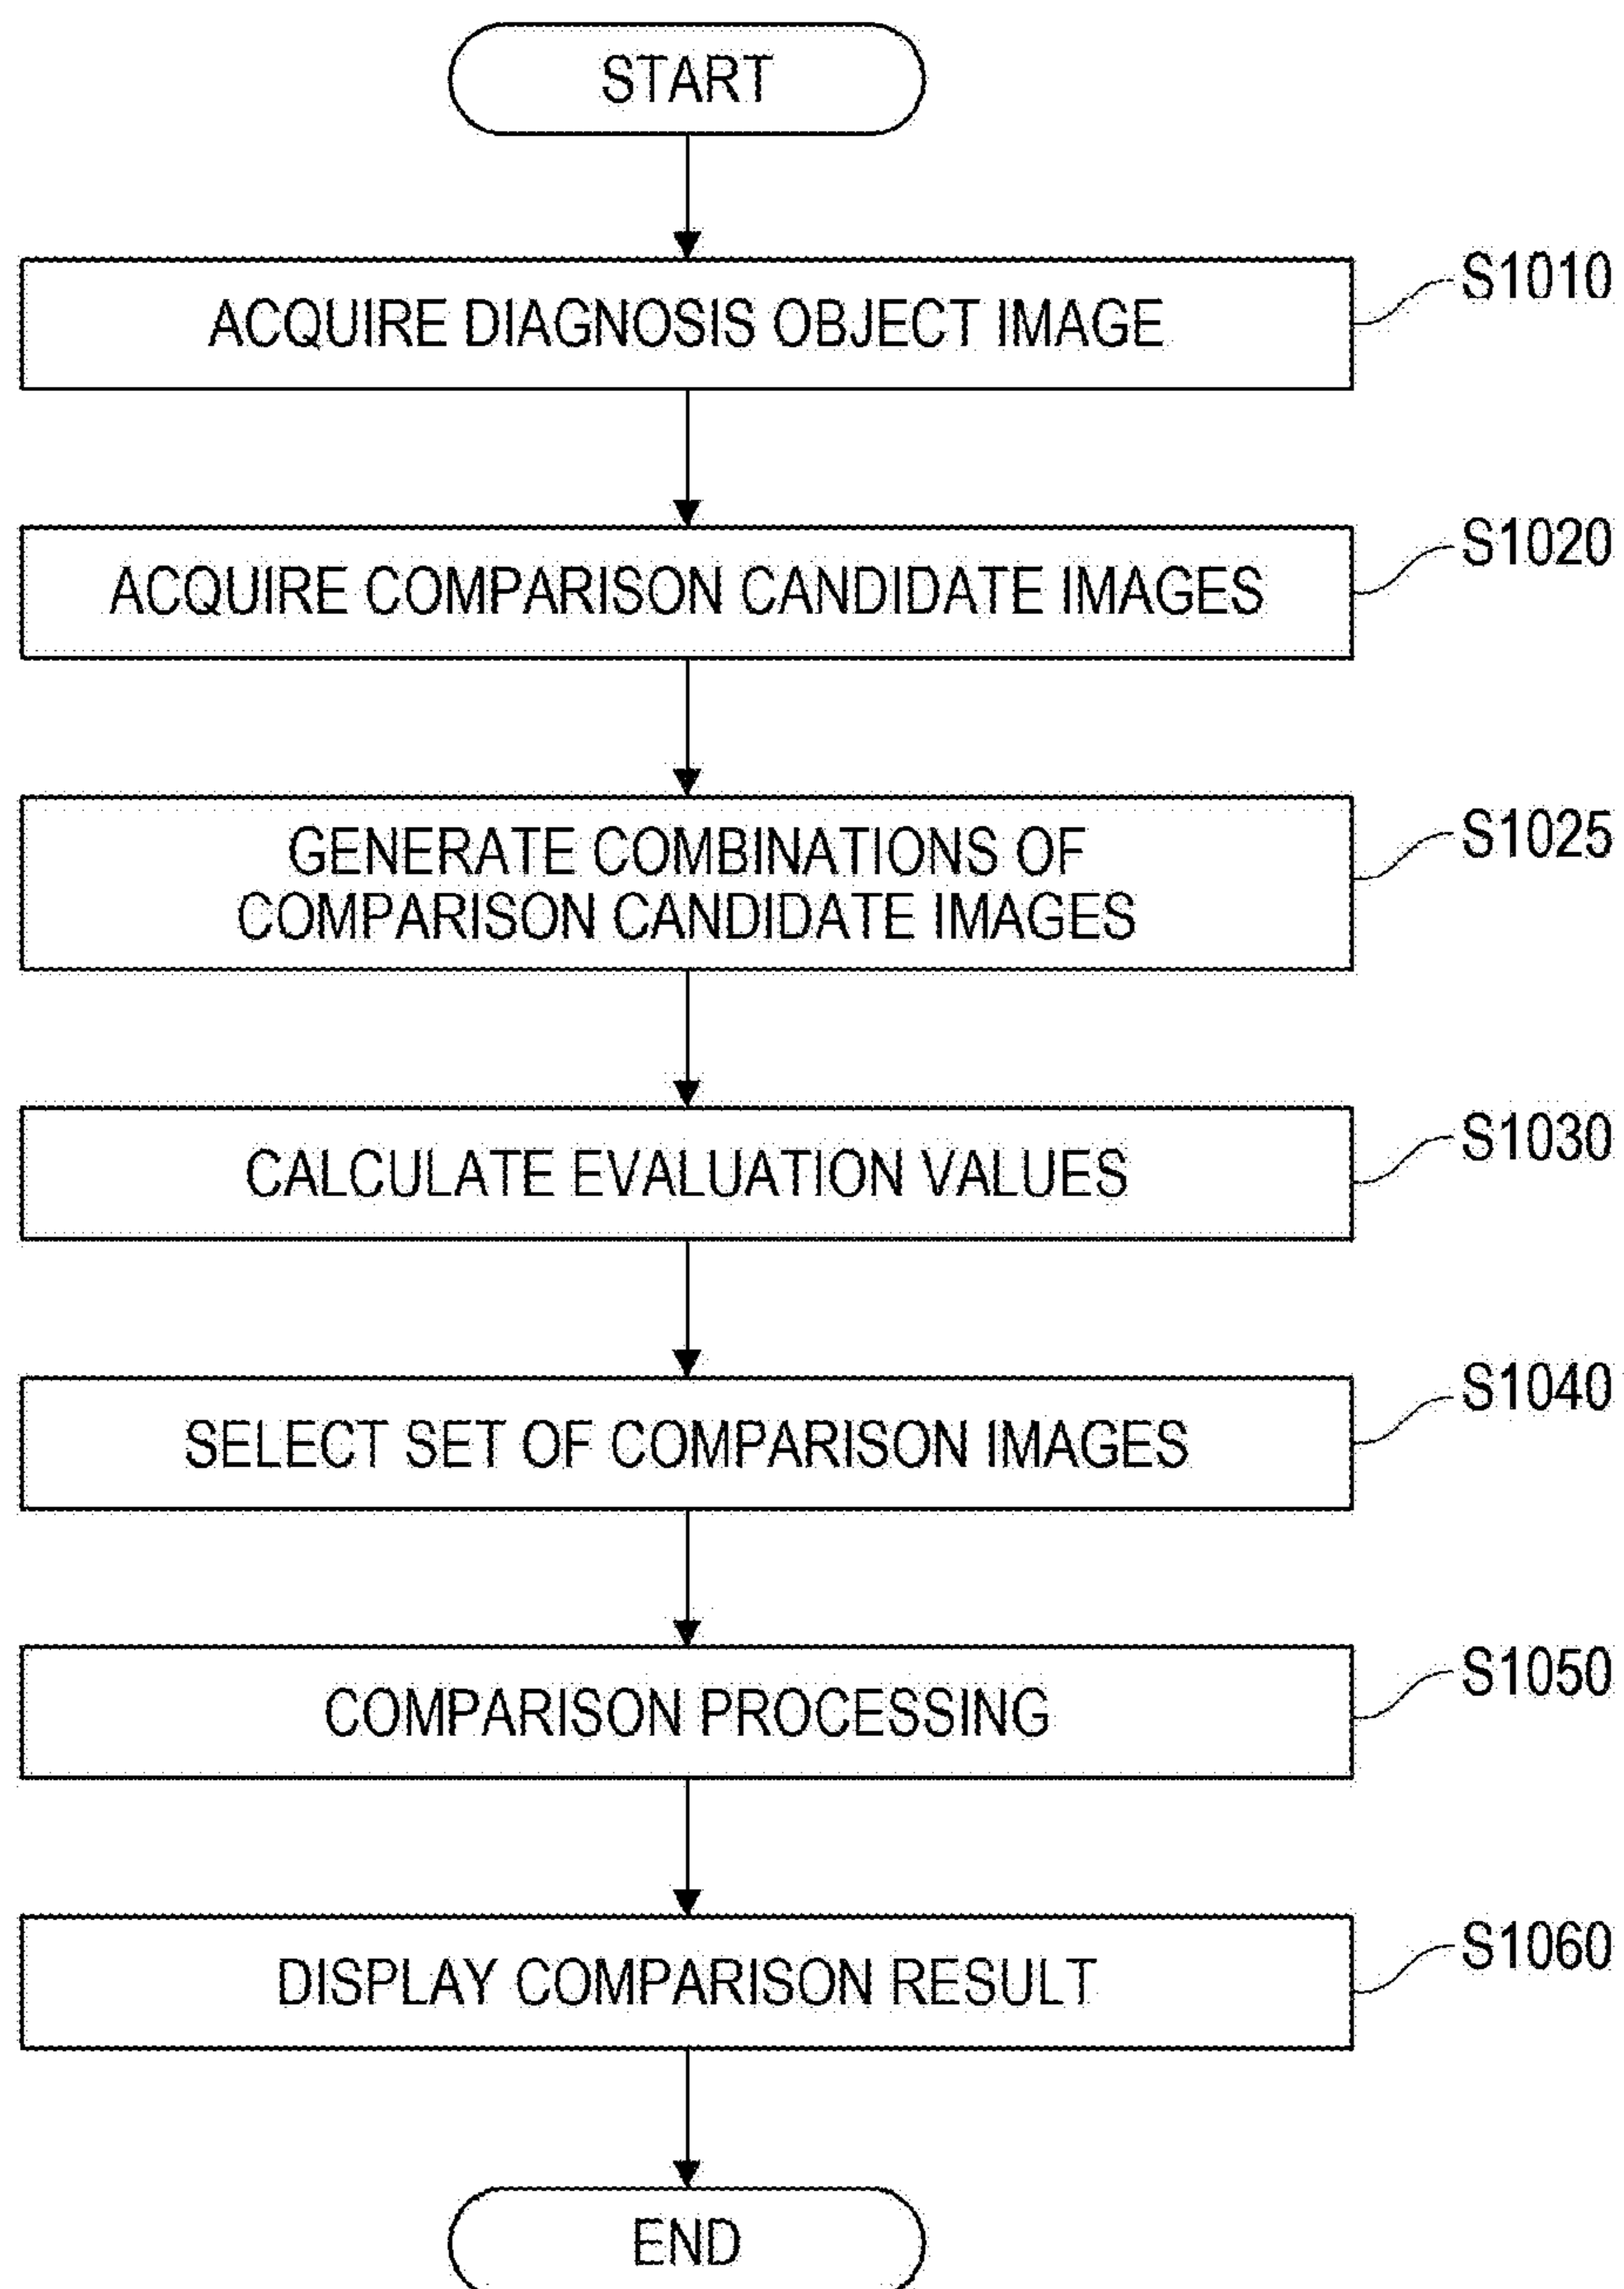 START
ACQUIRE DIAGNOSIS OBJECT IMAGE
S1010
ACQUIRE COMPARISON CANDIDATE IMAGES
S1020
GENERATE COMBINATIONS OF
COMPARISON CANDIDATE IMAGES
S1025
CALCULATE EVALUATION VALUES
S1030
SELECT SET OF COMPARISON IMAGES
S1040
COMPARISON PROCESSING
S1050
DISPLAY COMPARISON RESULT
S1060
END